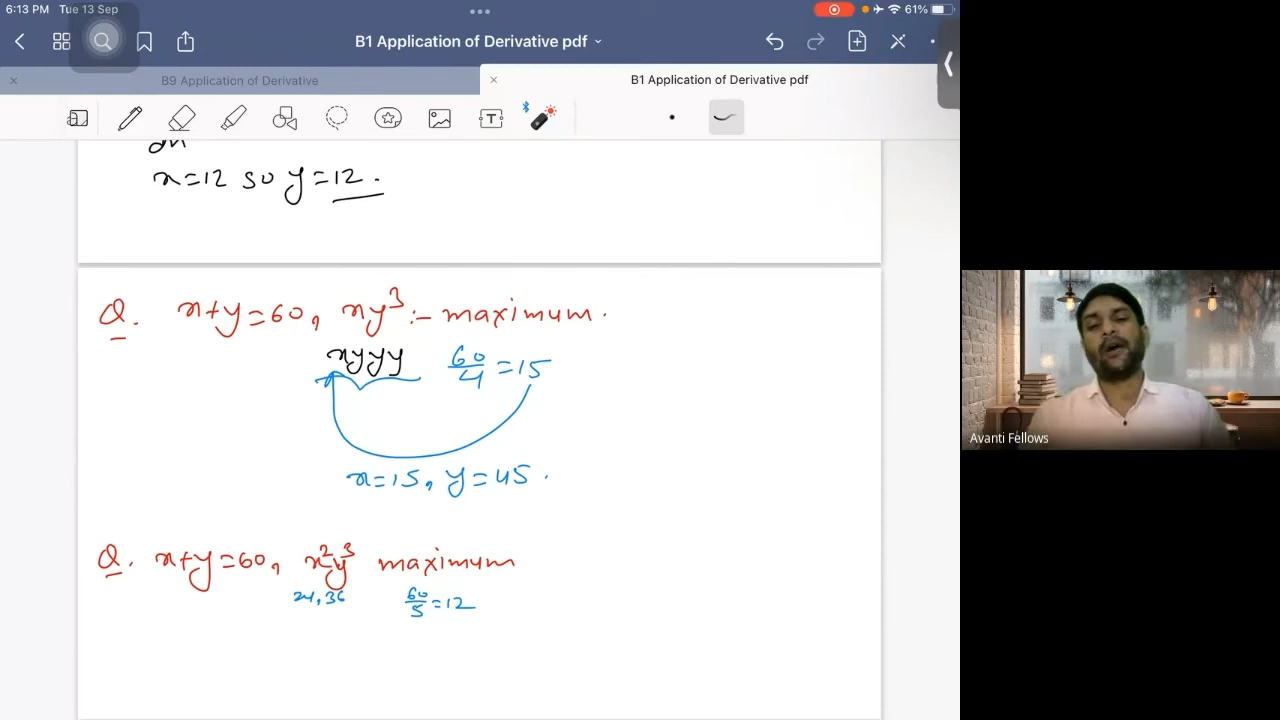 6:13 PM Tue 13 Sep
61%
B1 Application of Derivative pdf
B9 Application of Derivative
B1 Application of Derivative pdf
x=12 so y=12.
Q. x+y=60, xy³:- maximum.
xyyy 60/4=15
x=15, y=45.
Q. x+y=60, x²y³ maximum
24,36 60/5=12
Avanti Fellows